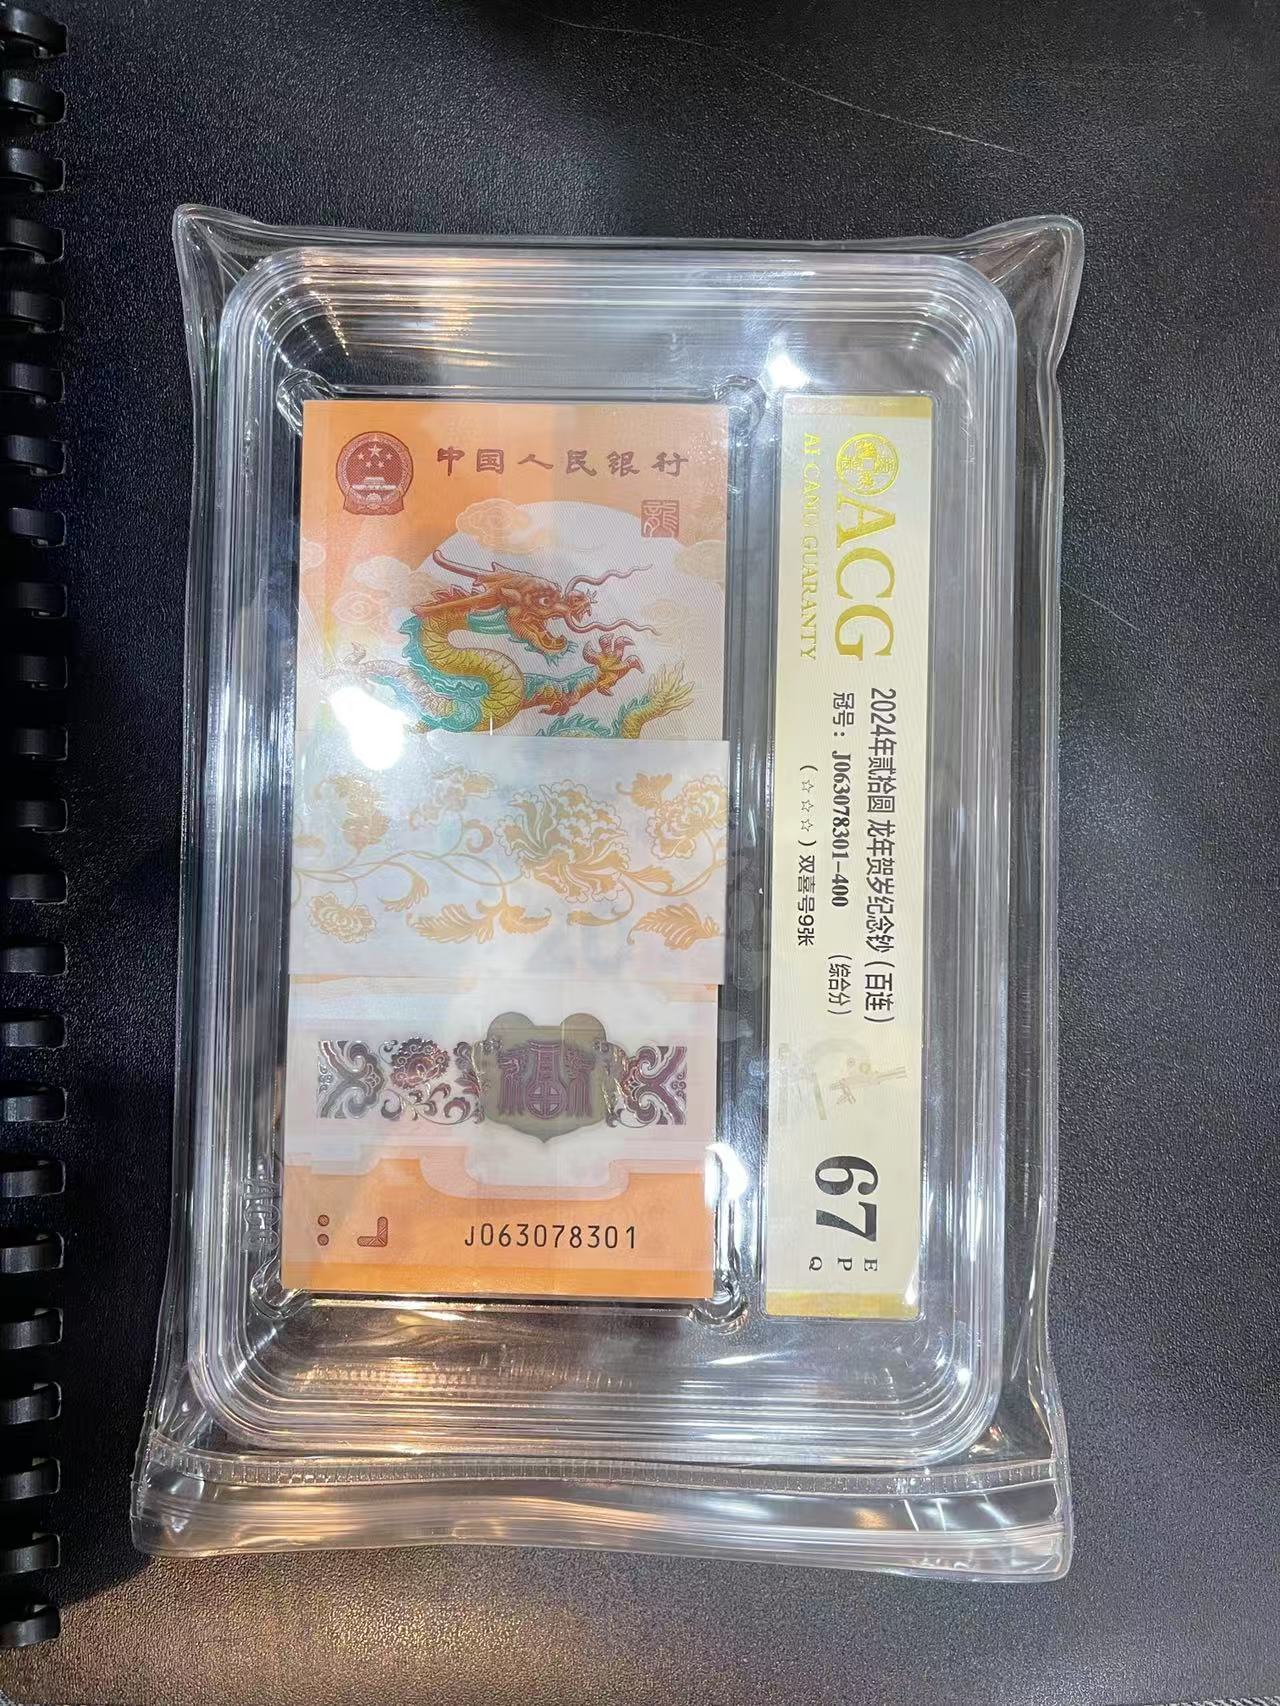 中国人民银行
龍
福
J063078301
ACG
AI CANG GUARANTY
2024年贰拾圆 龙年贺岁纪念钞（百连）
冠号：J063078301-400 （综合分）
（☆☆☆）双喜号9张
67
E
P
Q